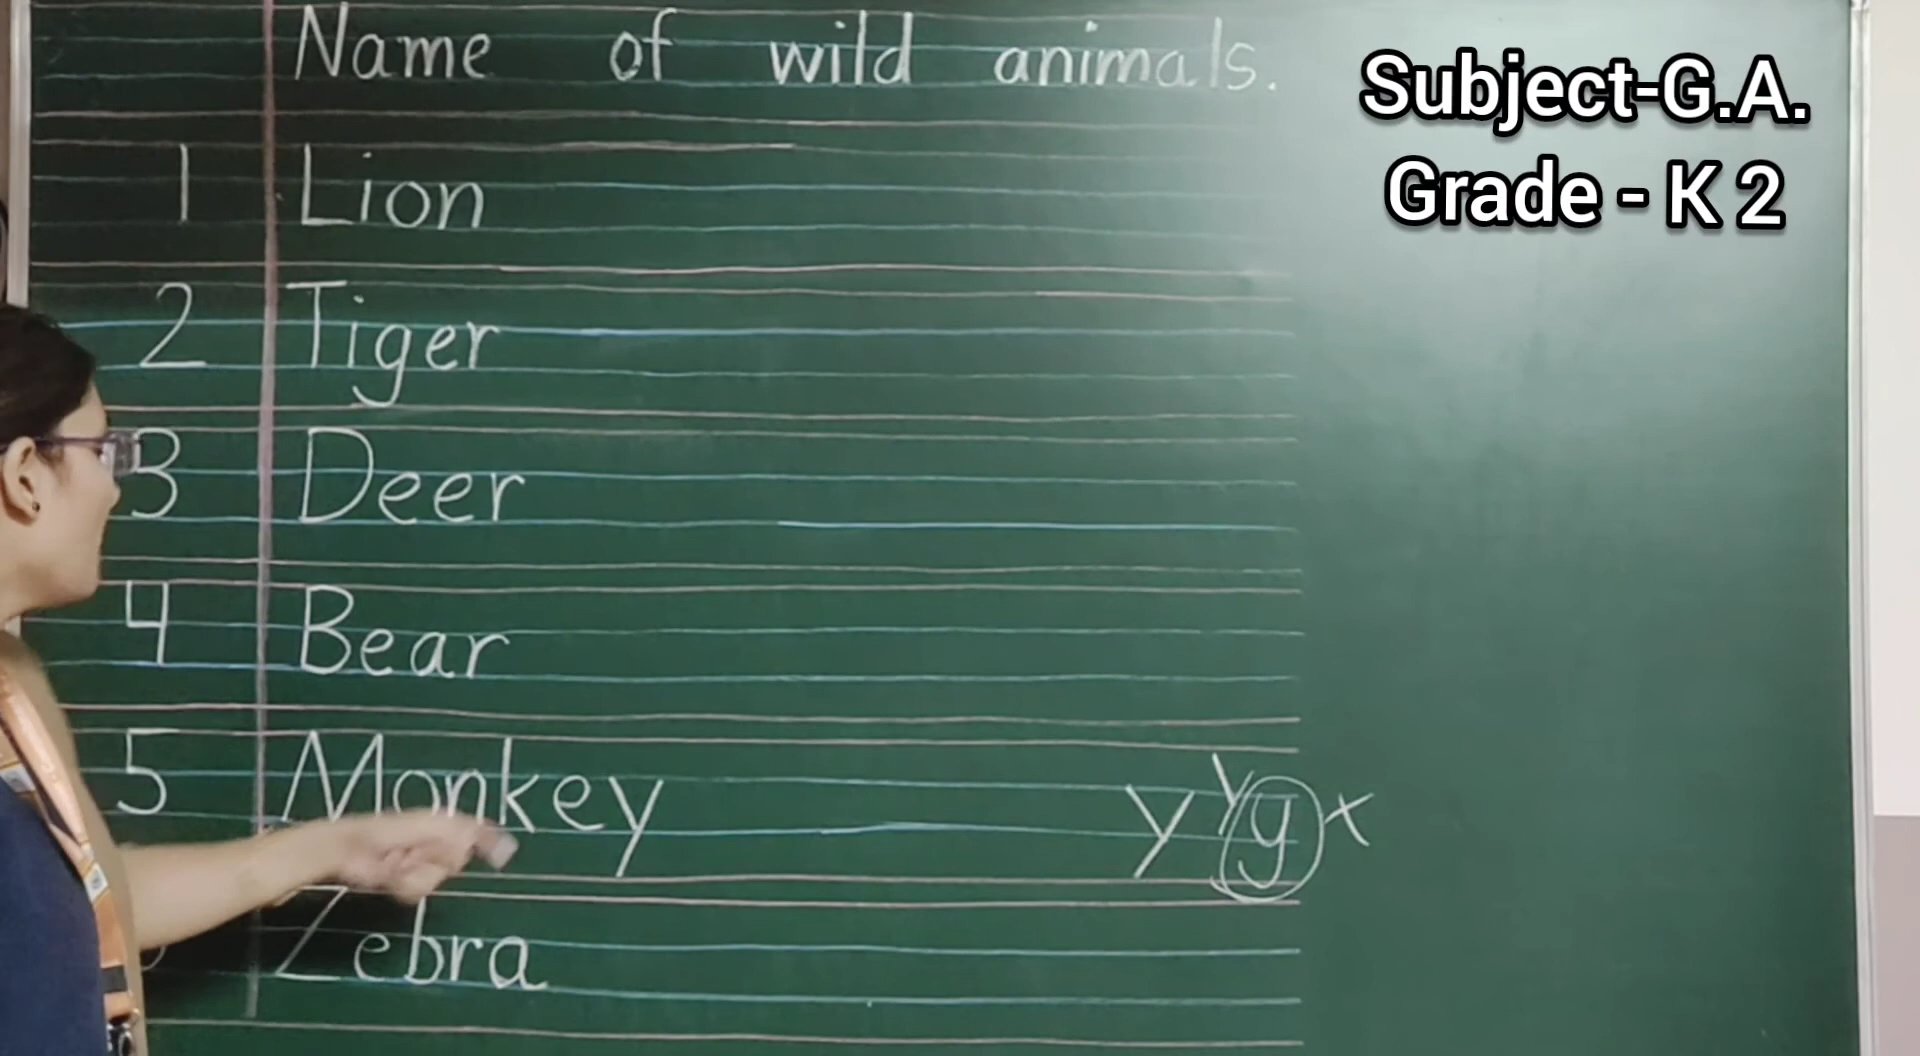 Name of wild animals.
Subject-G.A.
Grade - K 2
1 Lion
2 Tiger
3 Deer
4 Bear
5 Monkey y y g x
Zebra